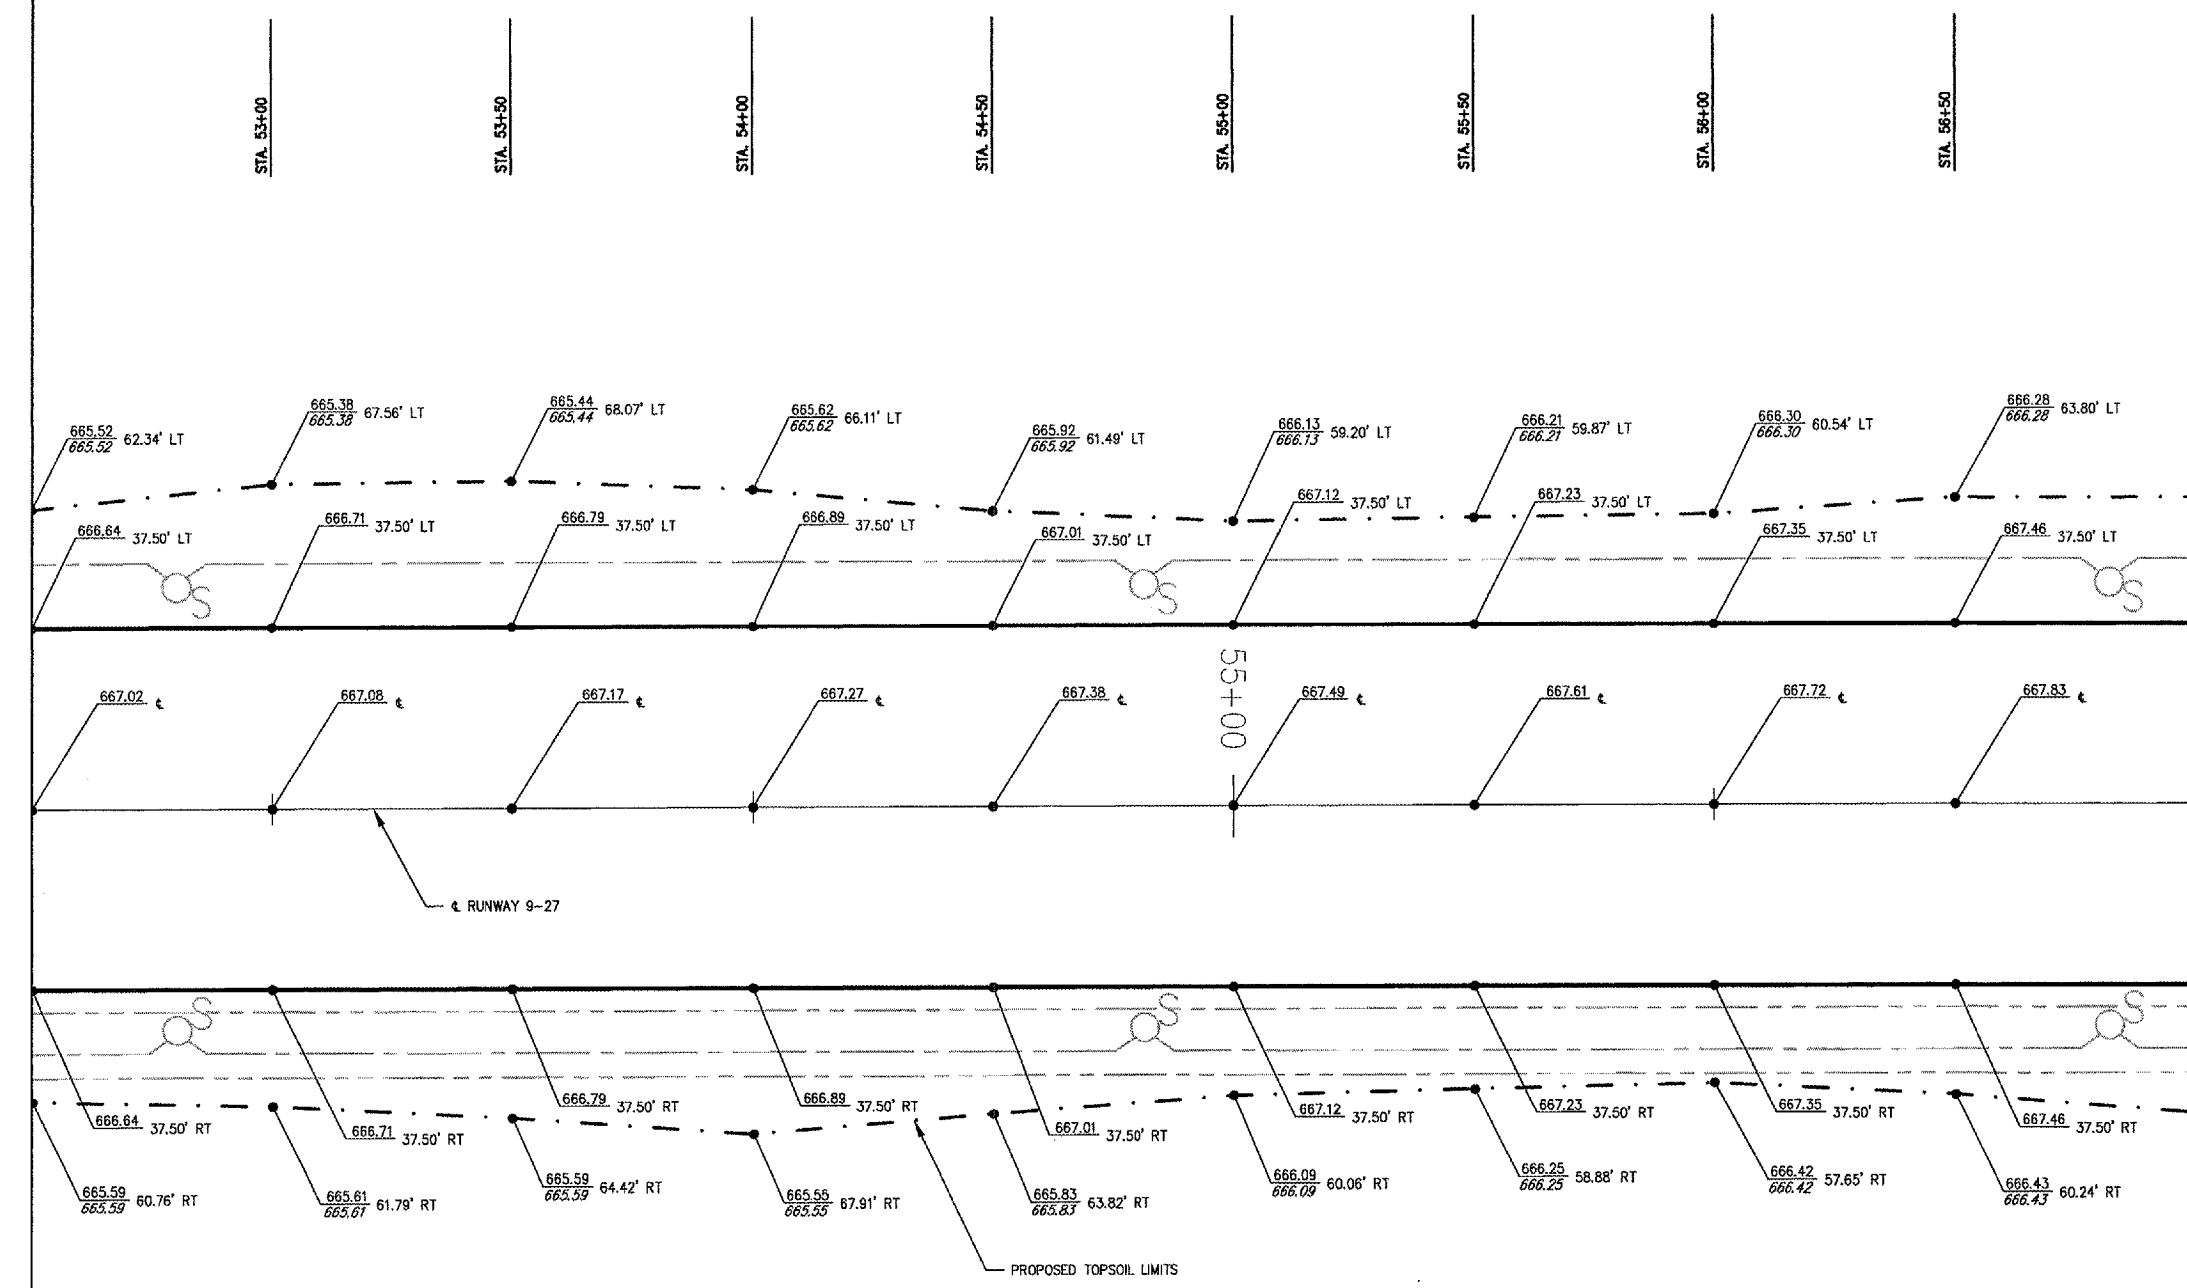 STA. 53+00
STA. 53+50
STA. 54+00
STA. 54+50
STA. 55+00
STA. 55+50
STA. 56+00
STA. 56+50
665.52
665.52 62.34' LT
665.38
665.38 67.56' LT
665.44
665.44 68.07' LT
665.62
665.62 66.11' LT
665.92
665.92 61.49' LT
666.13
666.13 59.20' LT
666.21
666.21 59.87' LT
666.30
666.30 60.54' LT
666.28
666.28 63.80' LT
666.64 37.50' LT
666.71 37.50' LT
666.79 37.50' LT
666.89 37.50' LT
667.01 37.50' LT
667.12 37.50' LT
667.23 37.50' LT
667.35 37.50' LT
667.46 37.50' LT
S
S
S
55+00
667.02 ℄
667.08 ℄
667.17 ℄
667.27 ℄
667.38 ℄
667.49 ℄
667.61 ℄
667.72 ℄
667.83 ℄
℄ RUNWAY 9-27
S
S
S
666.64 37.50' RT
666.71 37.50' RT
666.79 37.50' RT
666.89 37.50' RT
667.01 37.50' RT
667.12 37.50' RT
667.23 37.50' RT
667.35 37.50' RT
667.46 37.50' RT
665.59
665.59 60.76' RT
665.61
665.61 61.79' RT
665.59
665.59 64.42' RT
665.55
665.55 67.91' RT
665.83
665.83 63.82' RT
666.09
666.09 60.06' RT
666.25
666.25 58.88' RT
666.42
666.42 57.65' RT
666.43
666.43 60.24' RT
PROPOSED TOPSOIL LIMITS